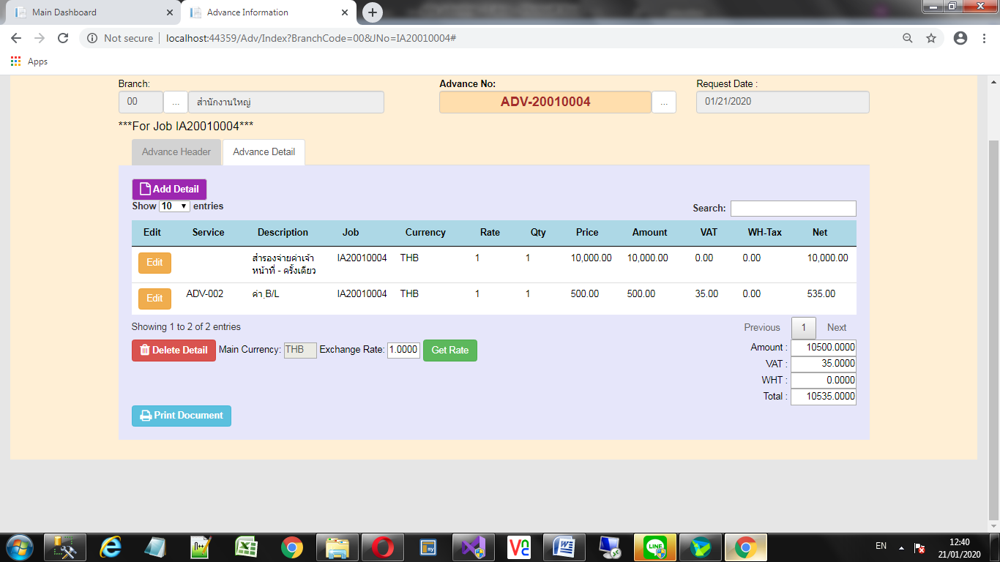 Main Dashboard
Advance Information
Not secure localhost:44359/Adv/Index?BranchCode=00&JNo=IA20010004#
Apps
Branch: Advance No: Request Date :
00 ... สำนักงานใหญ่ ADV-20010004 ... 01/21/2020
***For Job IA20010004***
Advance Header Advance Detail
Add Detail
Show 10 entries Search:
Edit Service Description Job Currency Rate Qty Price Amount VAT WH-Tax Net
Edit สำรองจ่ายค่าเจ้า IA20010004 THB 1 1 10,000.00 10,000.00 0.00 0.00 10,000.00
หน้าที่ - ครั้งเดียว
Edit ADV-002 ค่า B/L IA20010004 THB 1 1 500.00 500.00 35.00 0.00 535.00
Showing 1 to 2 of 2 entries Previous 1 Next
Delete Detail Main Currency: THB Exchange Rate: 1.0000 Get Rate Amount : 10500.0000
VAT : 35.0000
WHT : 0.0000
Total : 10535.0000
Print Document
EN 12:40
21/01/2020
LINE